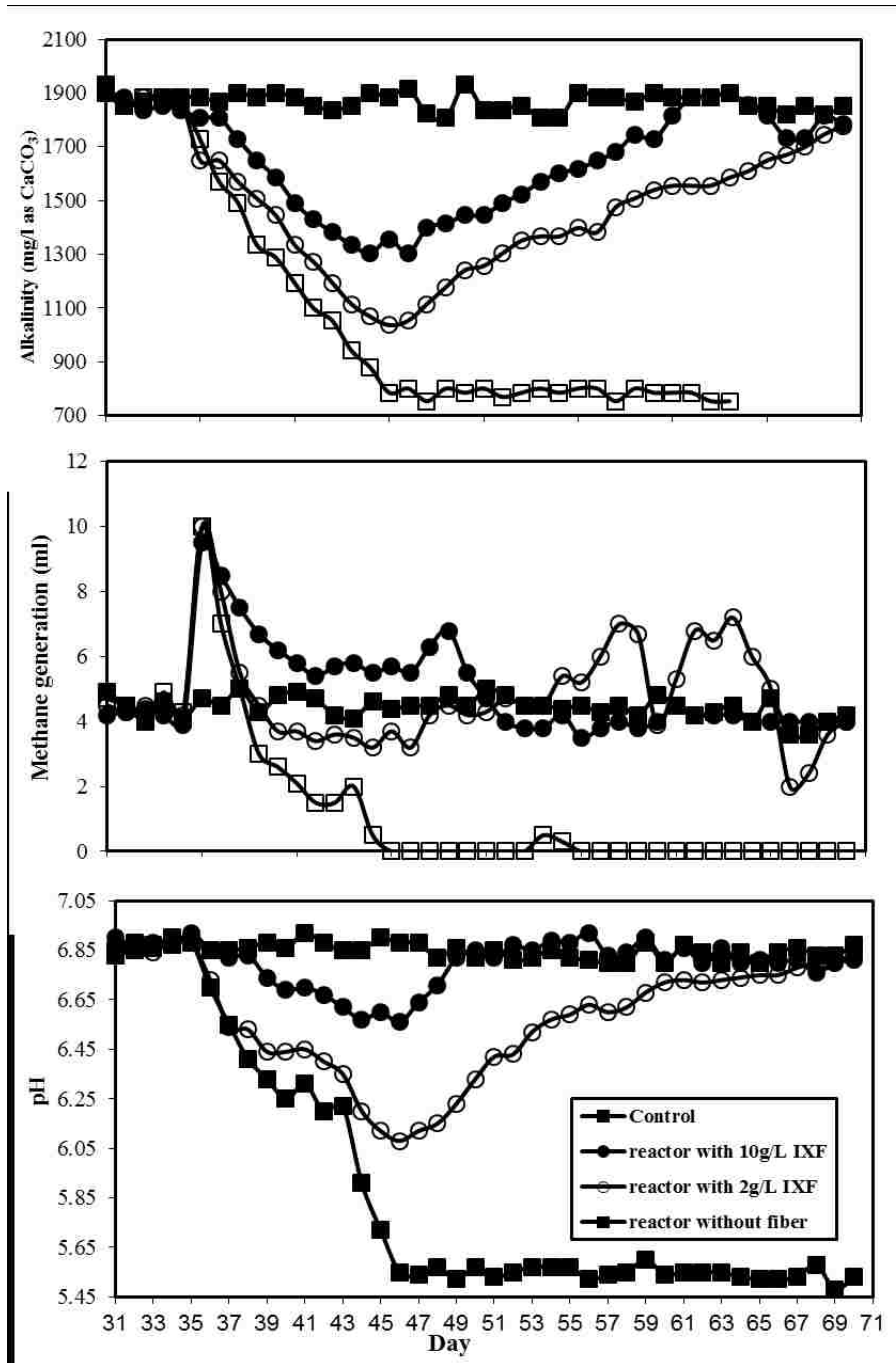 2100
1900
1700
1500
1300
1100
900
700
Alkalinity (mg/l as CaCO3)
12
10
8
6
4
2
0
Methane generation (ml)
7.05
6.85
6.65
6.45
6.25
6.05
5.85
5.65
5.45
pH
Control
reactor with 10g/L IXF
reactor with 2g/L IXF
reactor without fiber
31 33 35 37 39 41 43 45 47 49 51 53 55 57 59 61 63 65 67 69 71
Day